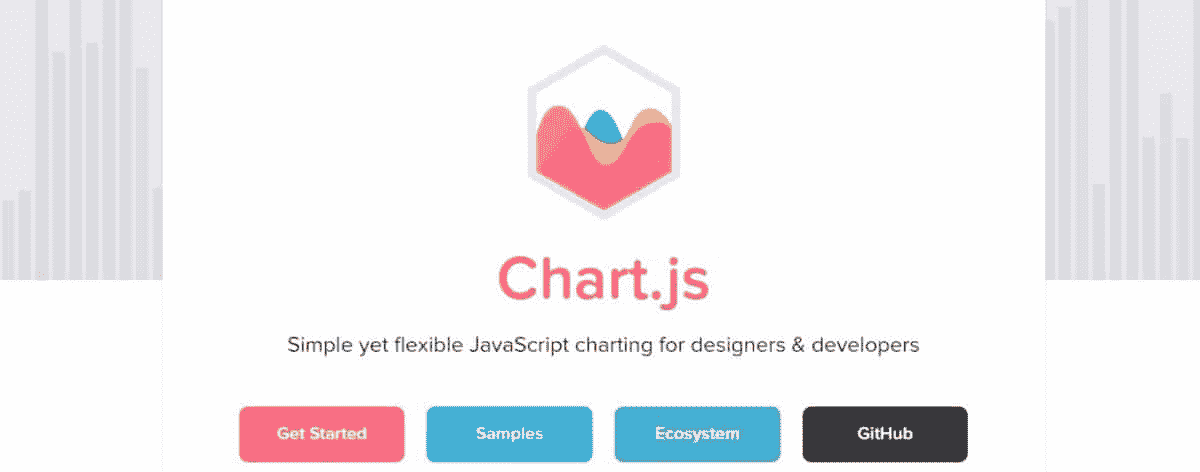 Chart.js
Simple yet flexible JavaScript charting for designers & developers
Get Started
Samples
Ecosystem
GitHub